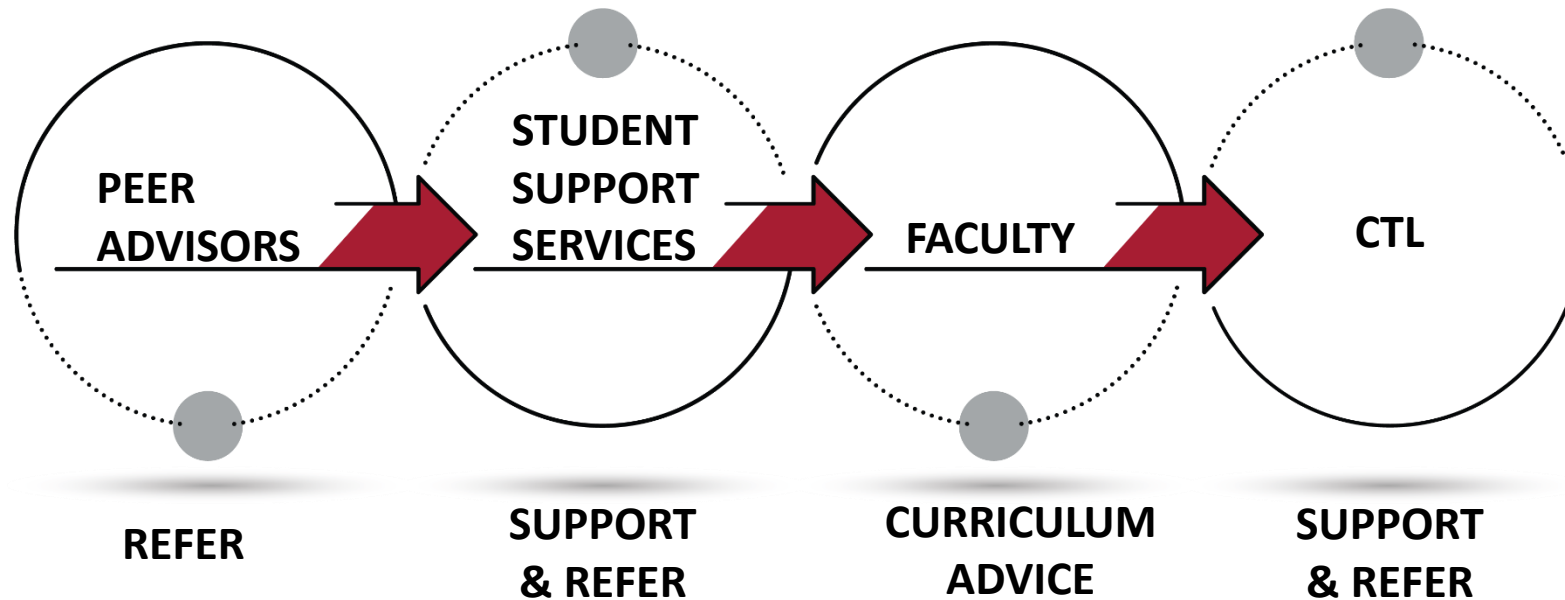 PEER
ADVISORS
STUDENT
SUPPORT
SERVICES
FACULTY
CTL
REFER
SUPPORT
& REFER
CURRICULUM
ADVICE
SUPPORT
& REFER